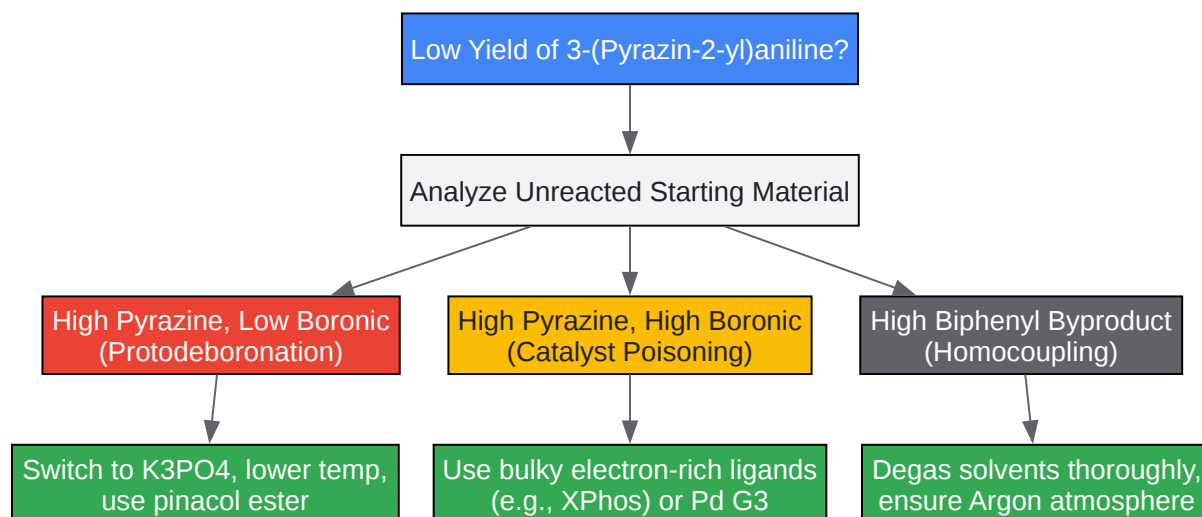 Low Yield of 3-(Pyrazin-2-yl)aniline?
Analyze Unreacted Starting Material
High Pyrazine, Low Boronic
(Protodeboronation)
High Pyrazine, High Boronic
(Catalyst Poisoning)
High Biphenyl Byproduct
(Homocoupling)
Switch to K3PO4, lower temp,
use pinacol ester
Use bulky electron-rich ligands
(e.g., XPhos) or Pd G3
Degas solvents thoroughly,
ensure Argon atmosphere